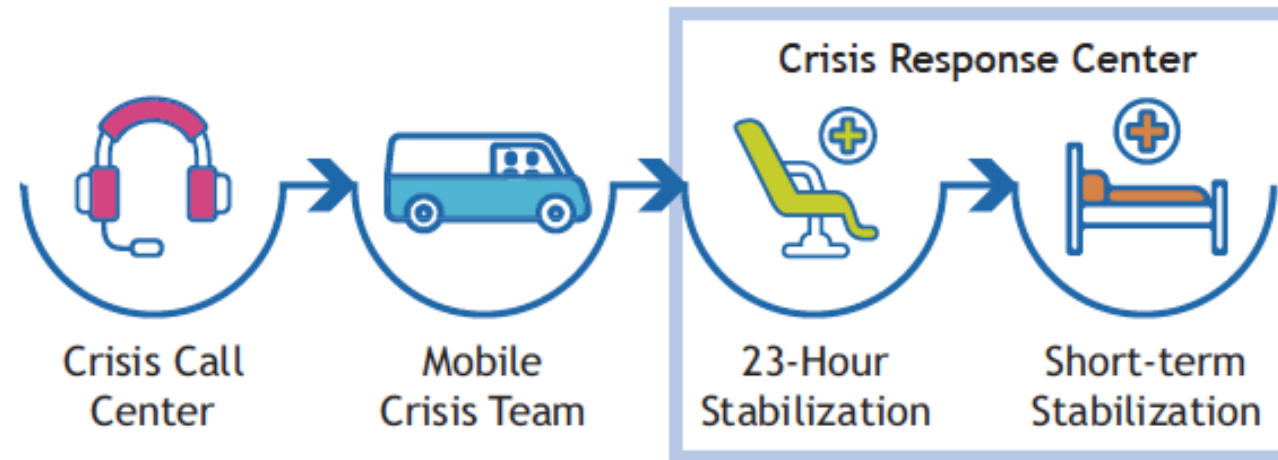 Crisis Response Center
Crisis Call
Center
Mobile
Crisis Team
23-Hour
Stabilization
Short-term
Stabilization